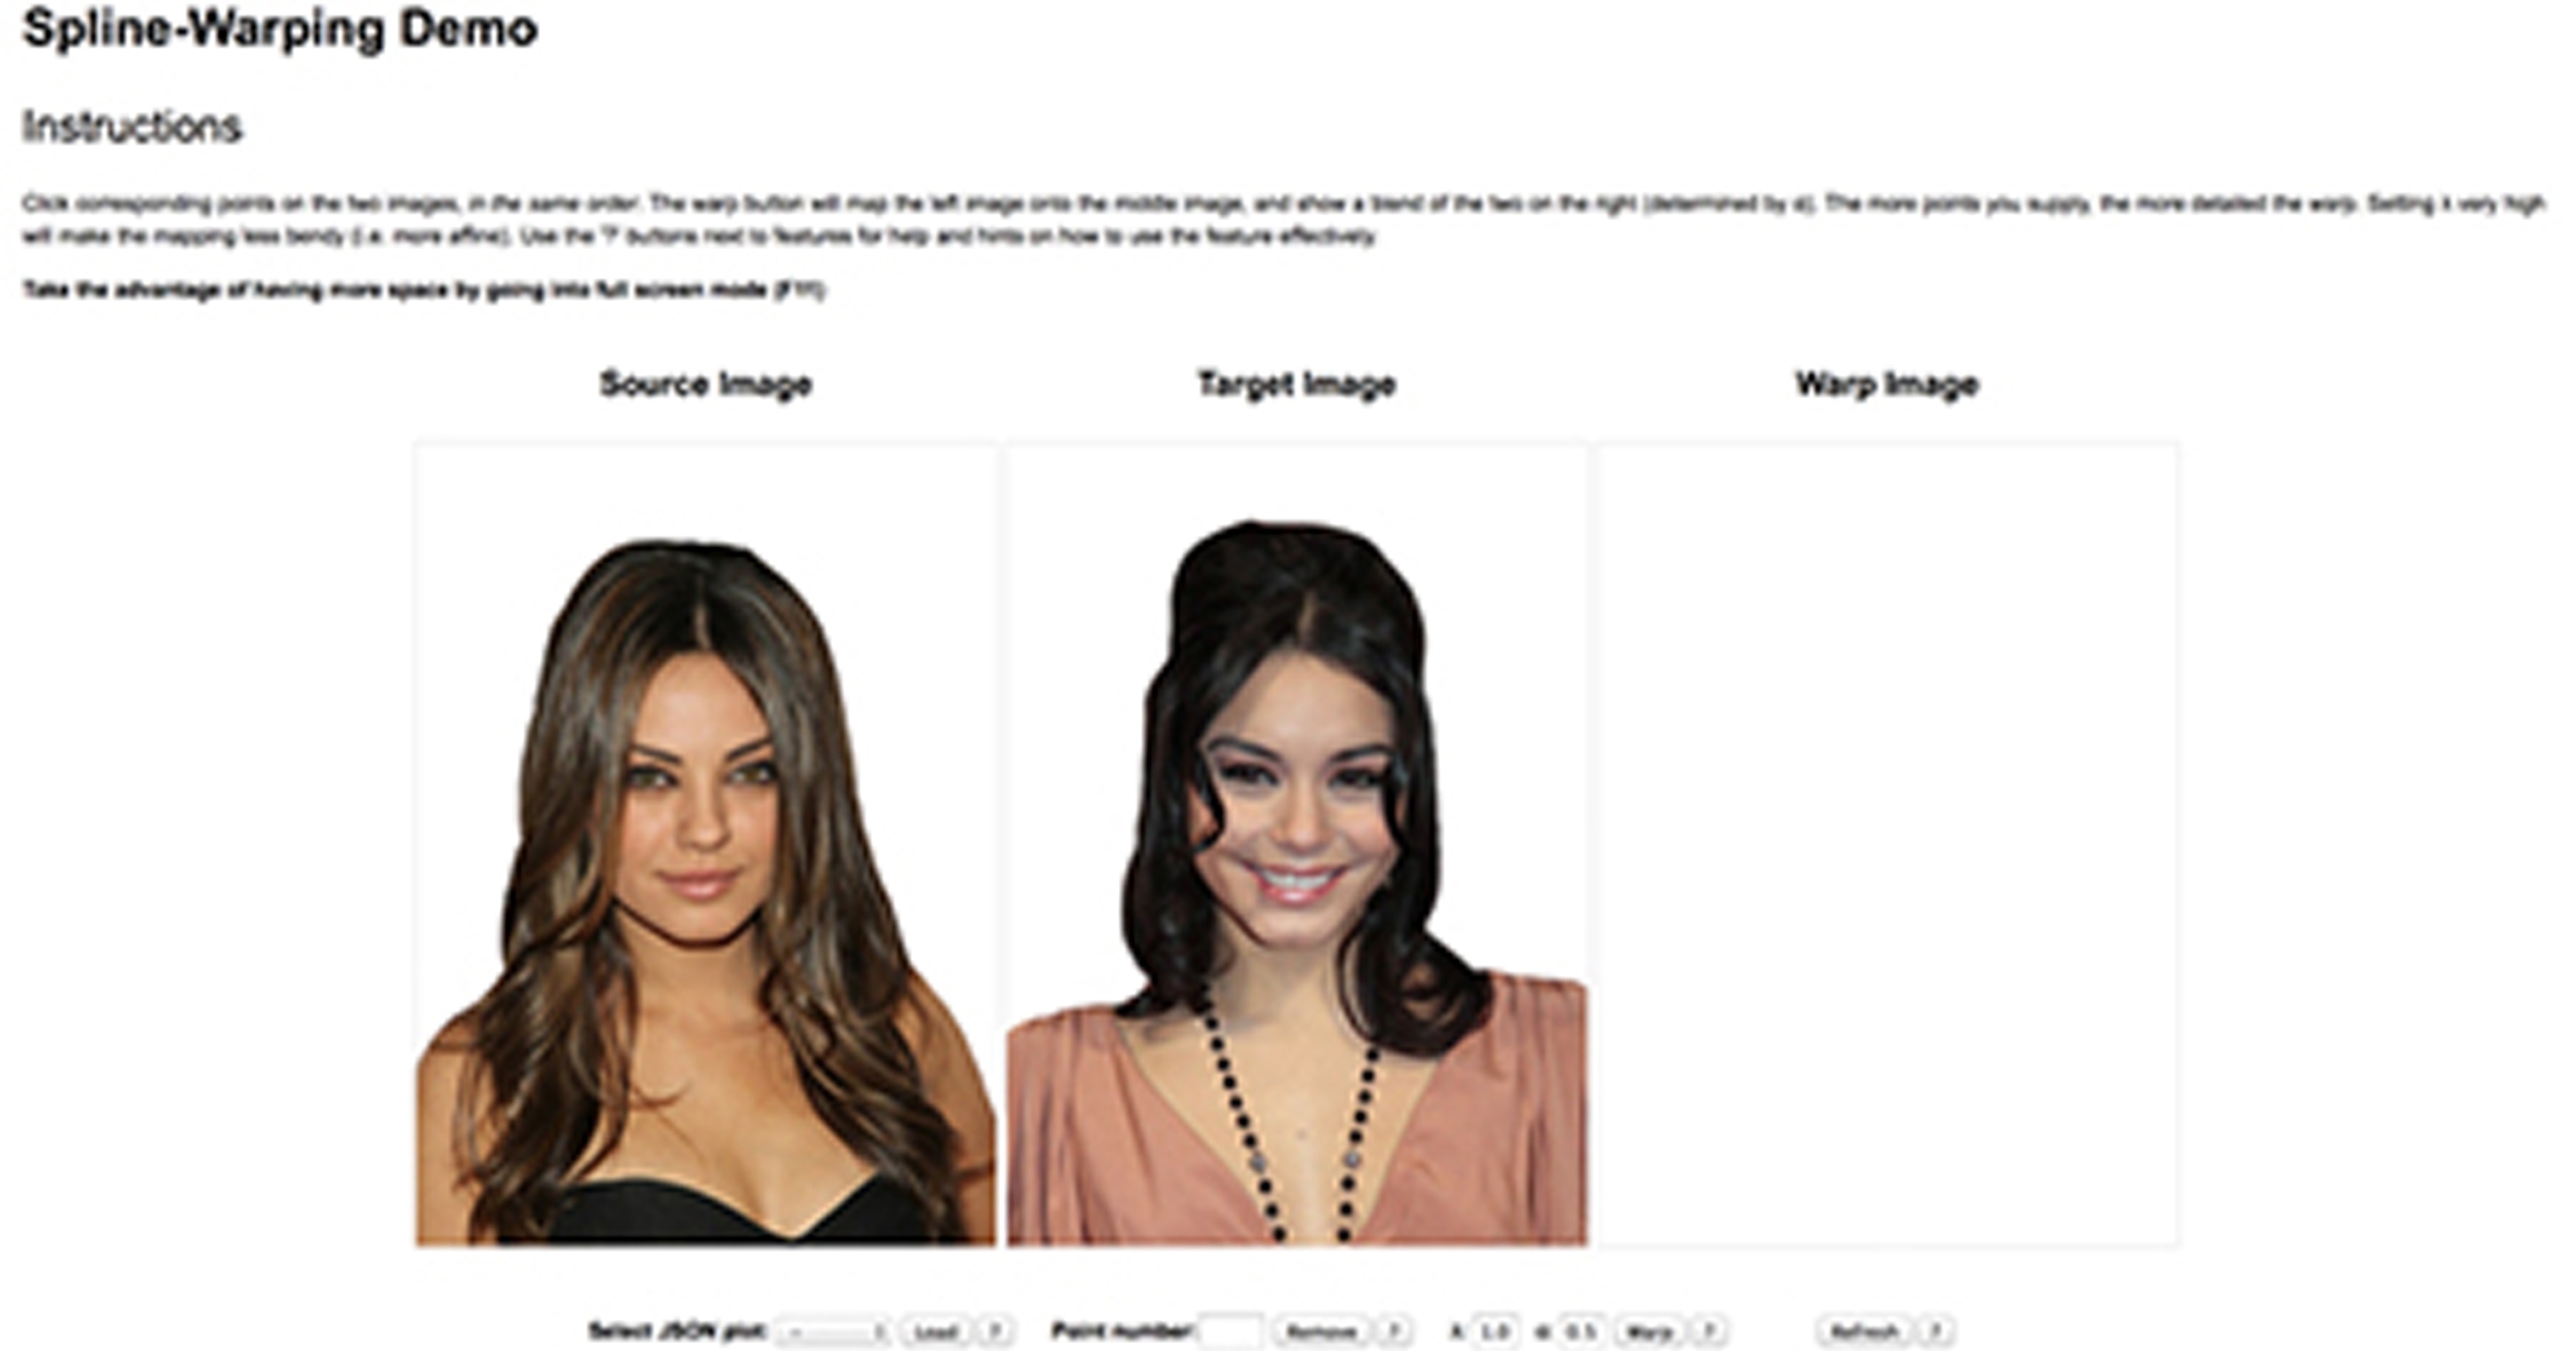 Spline-Warping Demo
Instructions
Click corresponding points on the two images, in the same order. The warp button will map the left image onto the middle image, and show a blend of the two on the right (determined by α). The more points you supply, the more detailed the warp. Setting λ very high
will make the mapping less bendy (i.e. more affine). Use the '?' buttons next to features for help and hints on how to use the feature effectively.
Take the advantage of having more space by going into full screen mode (F11)
Source Image Target Image Warp Image
Select JSON plot: - Load ? Point number: Remove ? λ: 1.0 α: 0.5 Warp ? Refresh ?